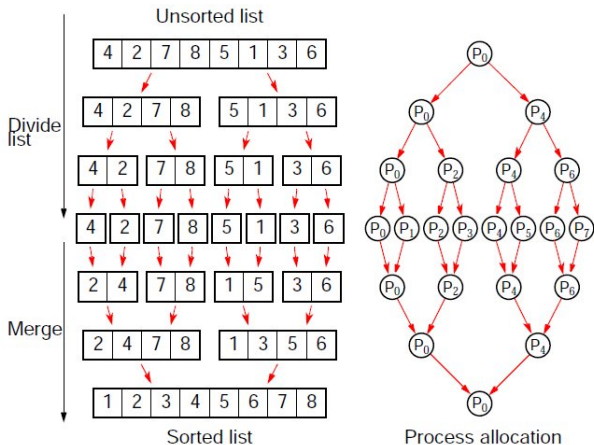 Unsorted list
4 2 7 8 5 1 3 6
P0
4 2 7 8 5 1 3 6
P0 P4
Divide
list
4 2 7 8 5 1 3 6
P0 P2 P4 P6
4 2 7 8 5 1 3 6
P0 P1 P2 P3 P4 P5 P6 P7
2 4 7 8 1 5 3 6
P0 P2 P4 P6
Merge
2 4 7 8 1 3 5 6
P0 P4
1 2 3 4 5 6 7 8
P0
Sorted list
Process allocation